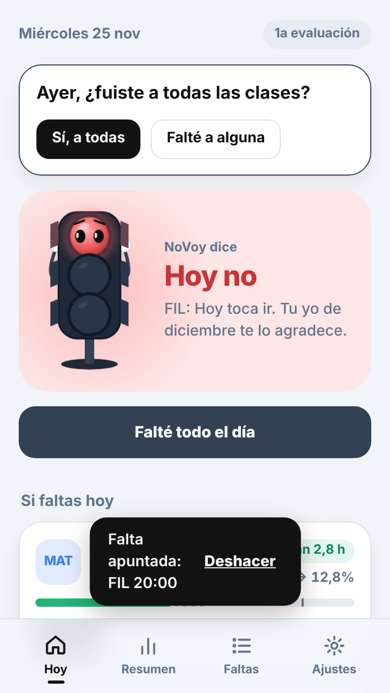 Miércoles 25 nov
1a evaluación
Ayer, ¿fuiste a todas las clases?
Sí, a todas
Falté a alguna
NoVoy dice
Hoy no
FIL: Hoy toca ir. Tu yo de
diciembre te lo agradece.
Falté todo el día
Si faltas hoy
MAT
2,8 h
12,8%
Falta
apuntada:
FIL 20:00
Deshacer
Hoy
Resumen
Faltas
Ajustes